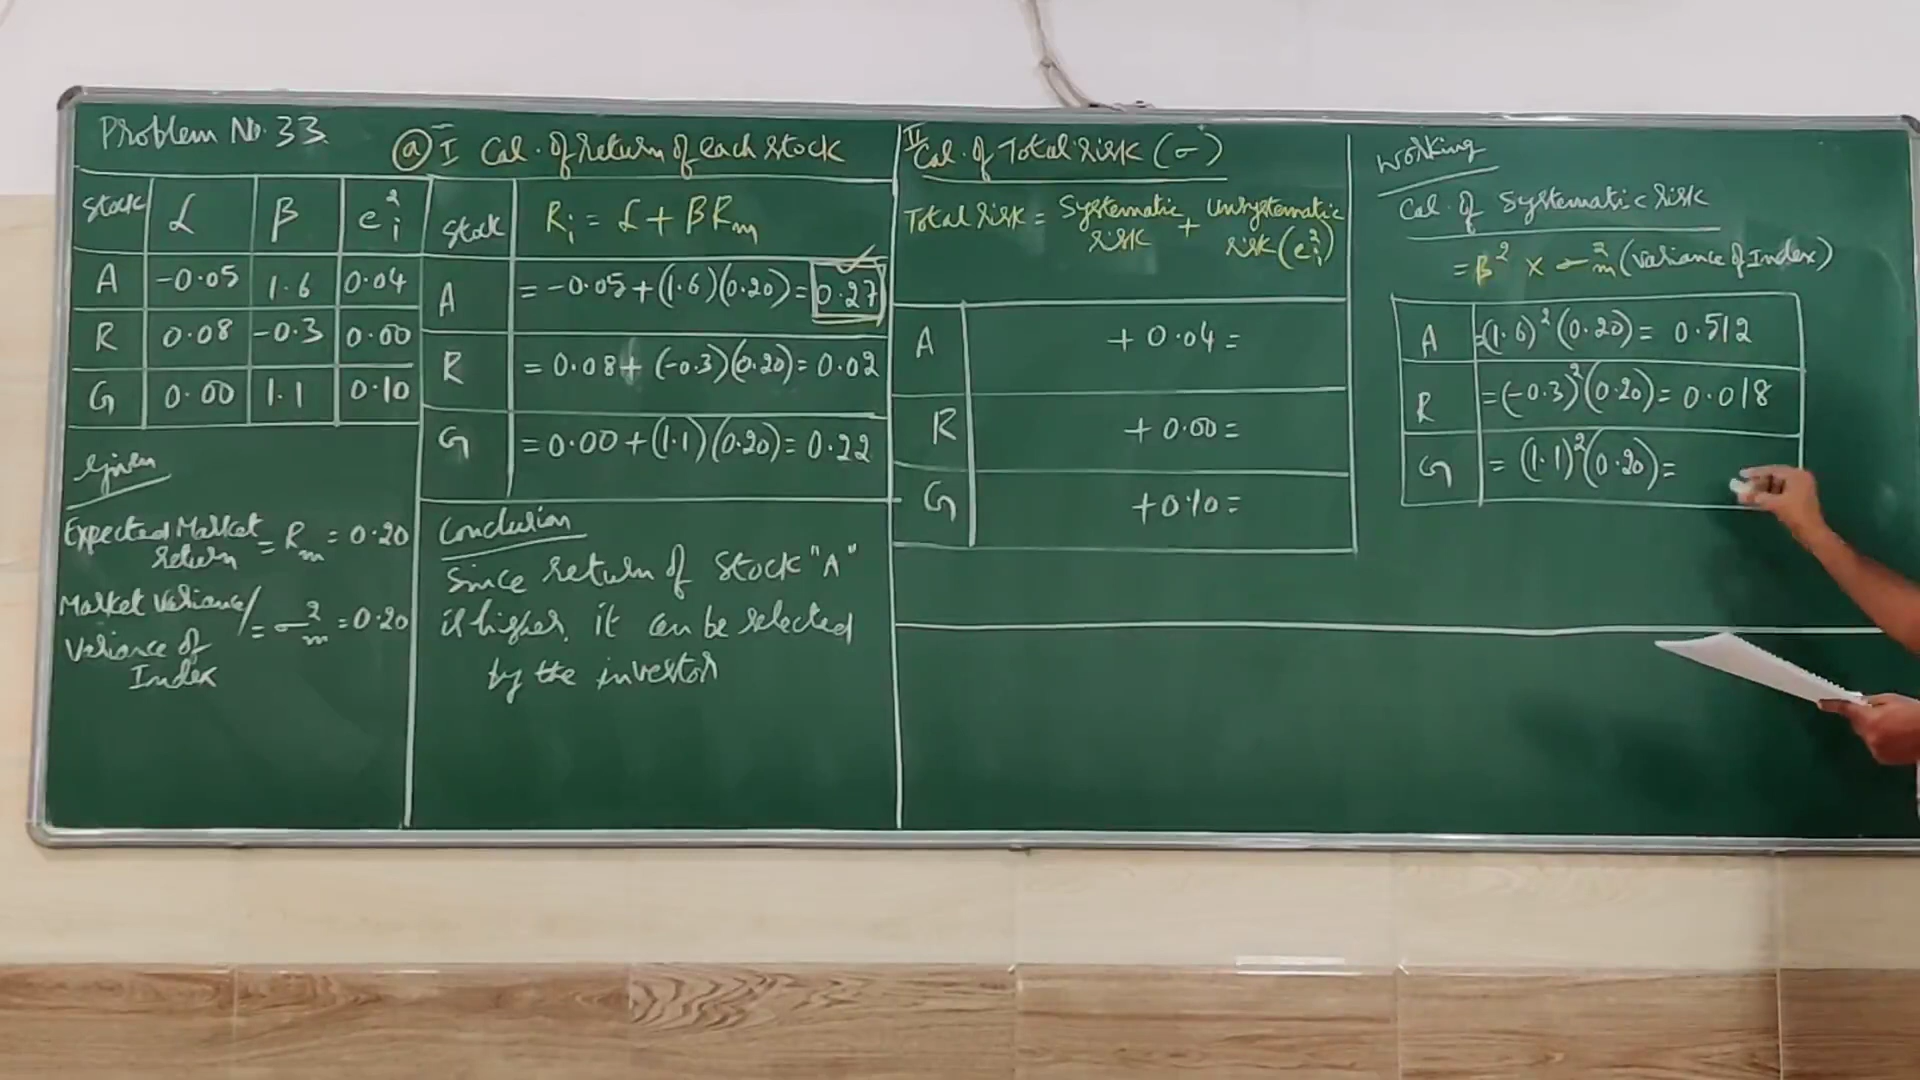 Problem No. 33
Stock α β eᵢ²
A -0.05 1.6 0.04
R 0.08 -0.3 0.00
G 0.00 1.1 0.10
Given
Expected Market Return = Rₘ = 0.20
Market Variance/
Variance of Index = σₘ² = 0.20
(a) I Cal. of return of each stock
Stock Rᵢ = α + βRₘ
A = -0.05+(1.6)(0.20)= 0.27
R = 0.08+ (-0.3)(0.20)= 0.02
G = 0.00+(1.1)(0.20)= 0.22
Conclusion
Since return of Stock "A"
is higher, it can be selected
by the investor
II Cal. of Total risk (σ)
Total risk = Systematic risk + Unsystematic risk (eᵢ²)
A + 0.04 =
R + 0.00 =
G + 0.10 =
Working
Cal. of Systematic risk
= β² × σₘ² (Variance of Index)
A =(1.6)²(0.20)= 0.512
R =(-0.3)²(0.20)= 0.018
G = (1.1)²(0.20)=